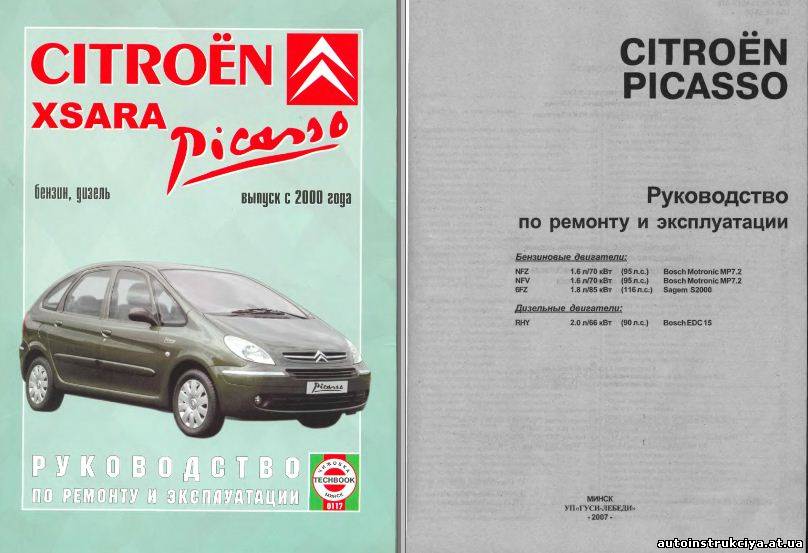 CITROËN
XSARA
Picasso
бензин, дизель
выпуск с 2000 года
Picasso
РУКОВОДСТВО
ПО РЕМОНТУ И ЭКСПЛУАТАЦИИ
ЧИЖОВКА
TECHBOOK
МИНСК
0117
CITROËN
PICASSO
Руководство
по ремонту и эксплуатации
Бензиновые двигатели:
NFZ 1.6 л/70 кВт (95 л.с.) Bosch Motronic MP7.2
NFV 1.6 л/70 кВт (95 л.с.) Bosch Motronic MP7.2
6FZ 1.8 л/85 кВт (116 л.с.) Sagem S2000
Дизельные двигатели:
RHY 2.0 л/66 кВт (90 л.с.) Bosch EDC 15
МИНСК
УП«ГУСИ-ЛЕБЕДИ»
- 2007 -
autoinstrukciya.at.ua